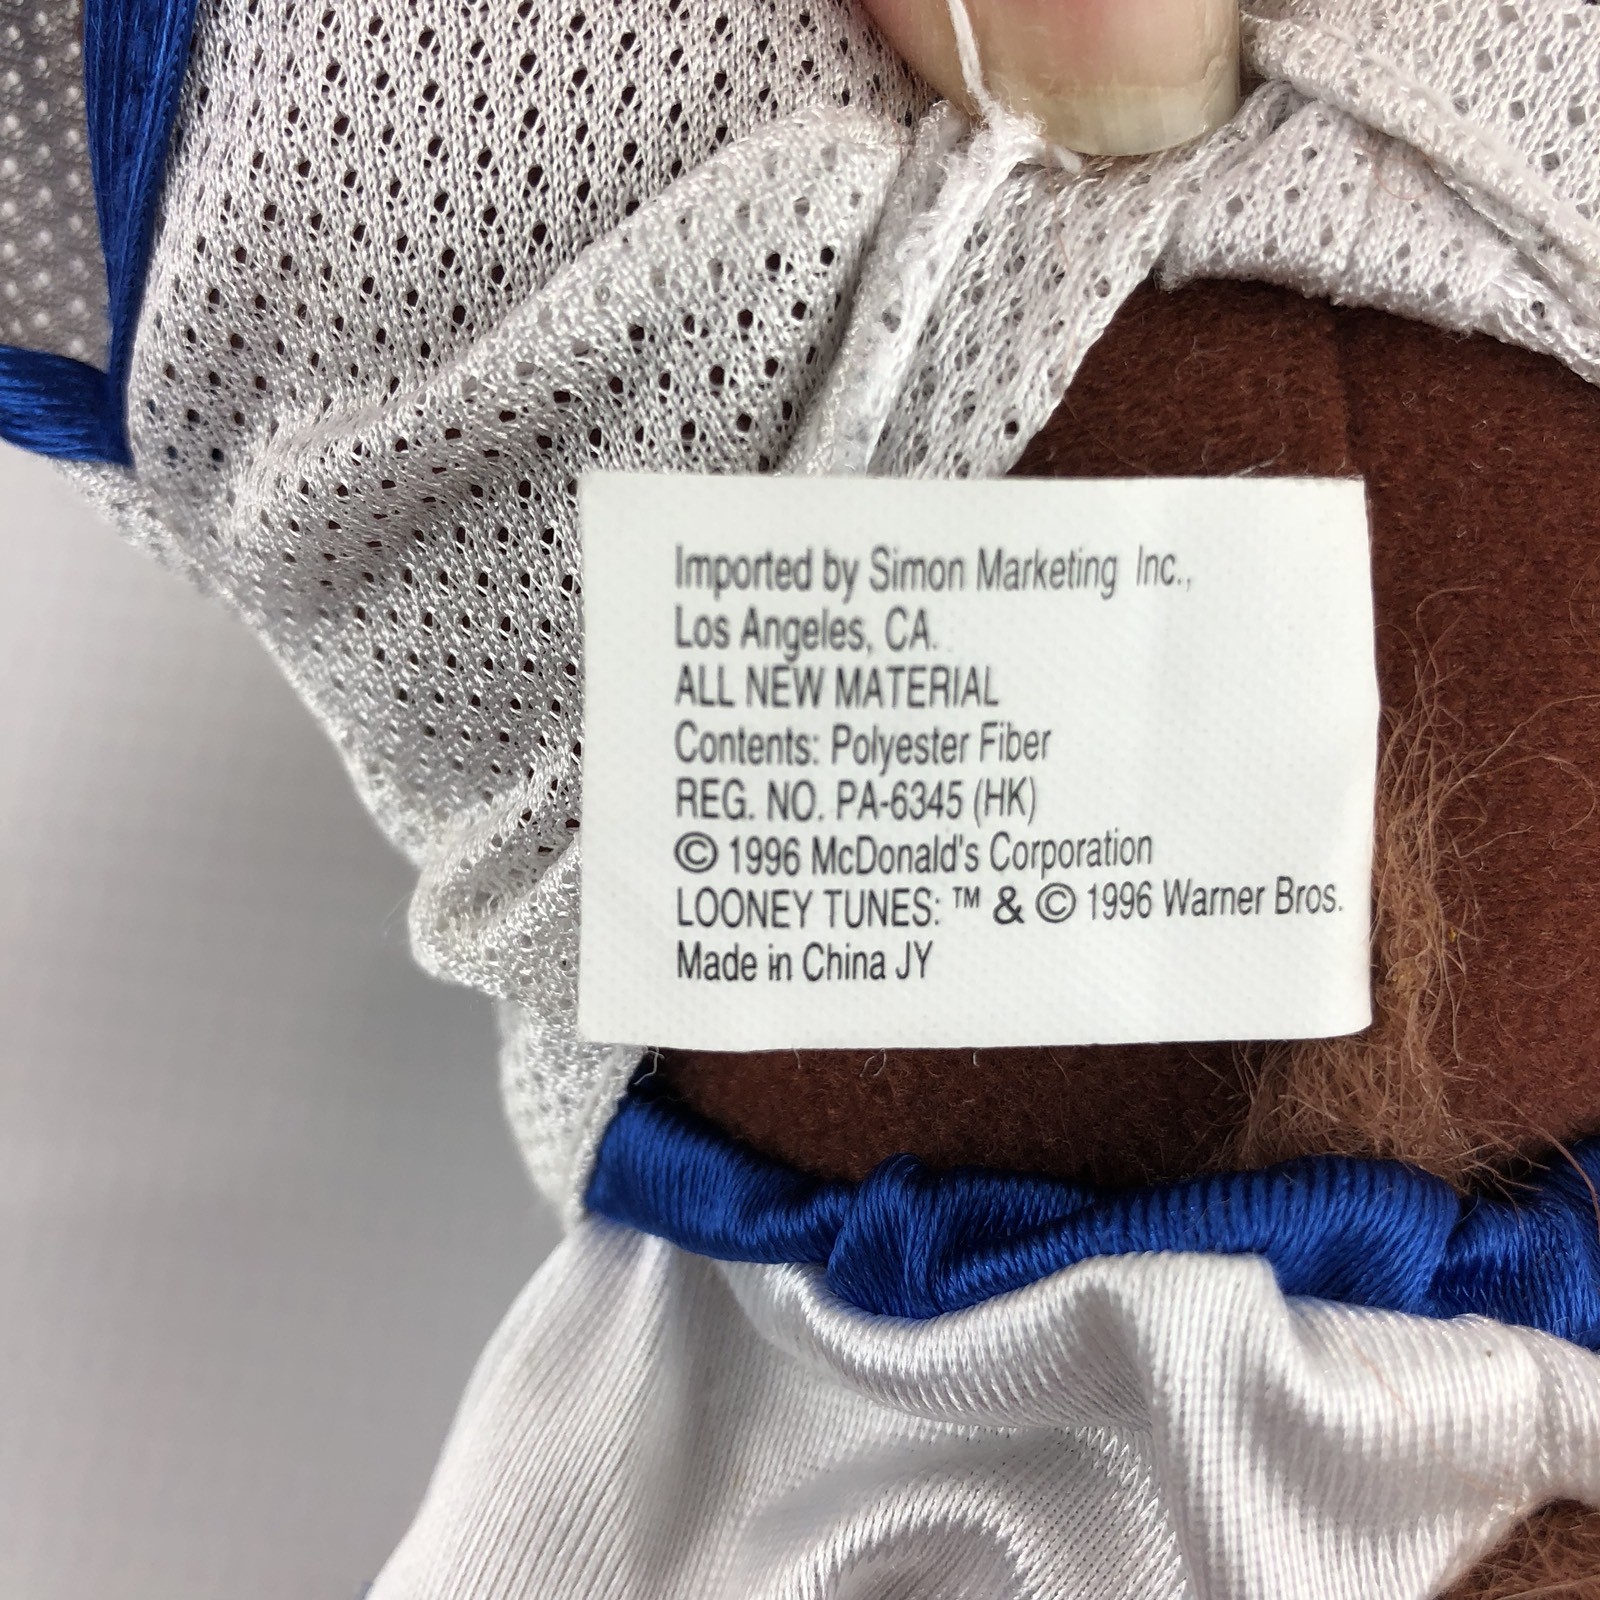 Imported by Simon Marketing Inc.,
Los Angeles, CA.
ALL NEW MATERIAL
Contents: Polyester Fiber
REG. NO. PA-6345 (HK)
© 1996 McDonald's Corporation
LOONEY TUNES: ™ & © 1996 Warner Bros.
Made in China JY